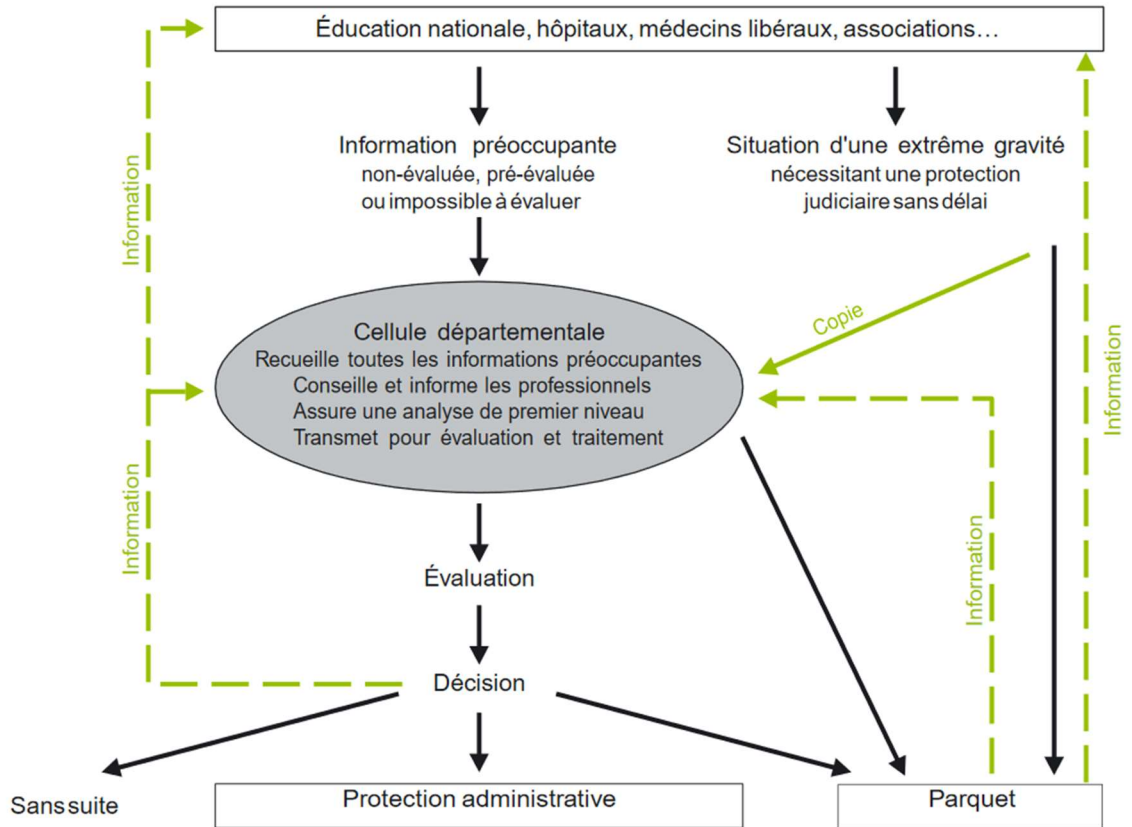 Éducation nationale, hôpitaux, médecins libéraux, associations…
Information préoccupante
non-évaluée, pré-évaluée
ou impossible à évaluer
Situation d'une extrême gravité
nécessitant une protection
judiciaire sans délai
Information
Copie
Cellule départementale
Recueille toutes les informations préoccupantes
Conseille et informe les professionnels
Assure une analyse de premier niveau
Transmet pour évaluation et traitement
Information
Information
Information
Évaluation
Décision
Sans suite
Protection administrative
Parquet